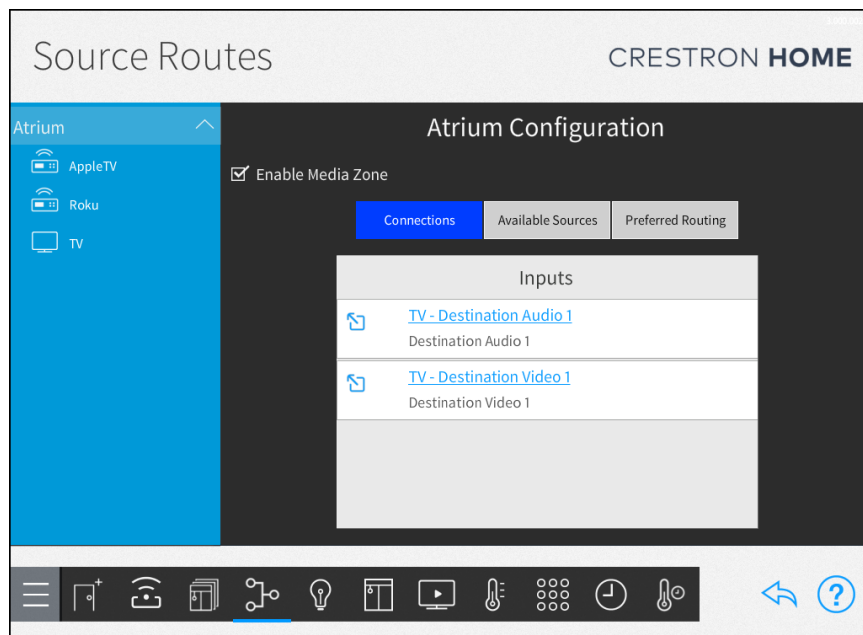 Source Routes
CRESTRON HOME
Atrium
AppleTV
Roku
TV
Atrium Configuration
Enable Media Zone
Connections
Available Sources
Preferred Routing
Inputs
TV - Destination Audio 1
Destination Audio 1
TV - Destination Video 1
Destination Video 1
?